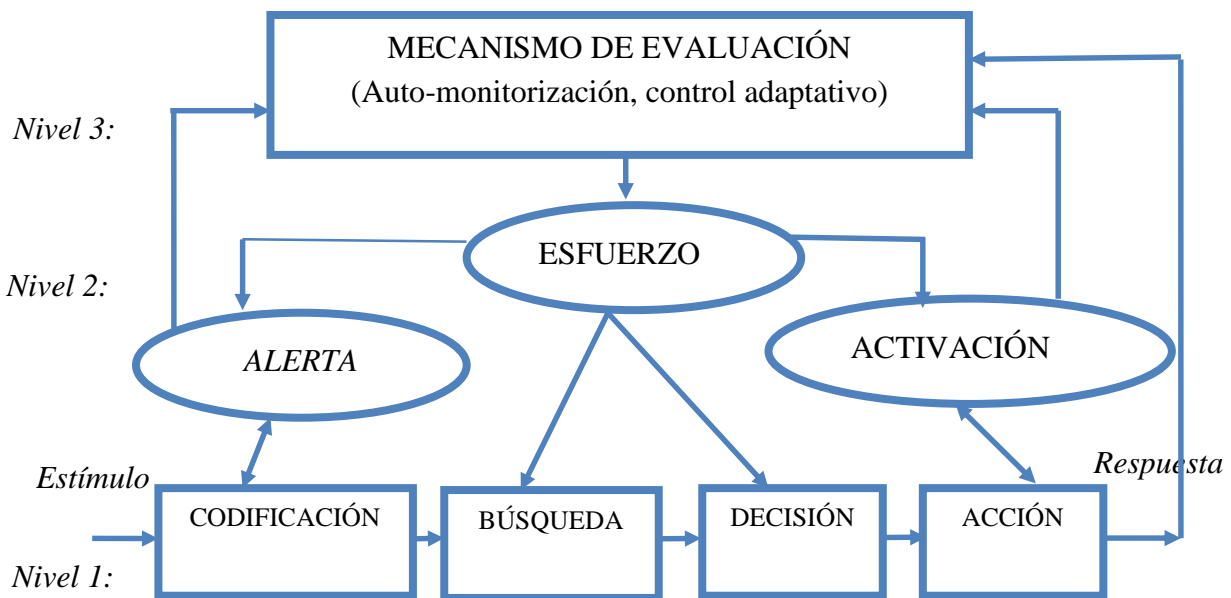 MECANISMO DE EVALUACIÓN
(Auto-monitorización, control adaptativo)
Nivel 3:
ESFUERZO
Nivel 2:
ALERTA
ACTIVACIÓN
Estímulo
Respuesta
CODIFICACIÓN
BÚSQUEDA
DECISIÓN
ACCIÓN
Nivel 1: